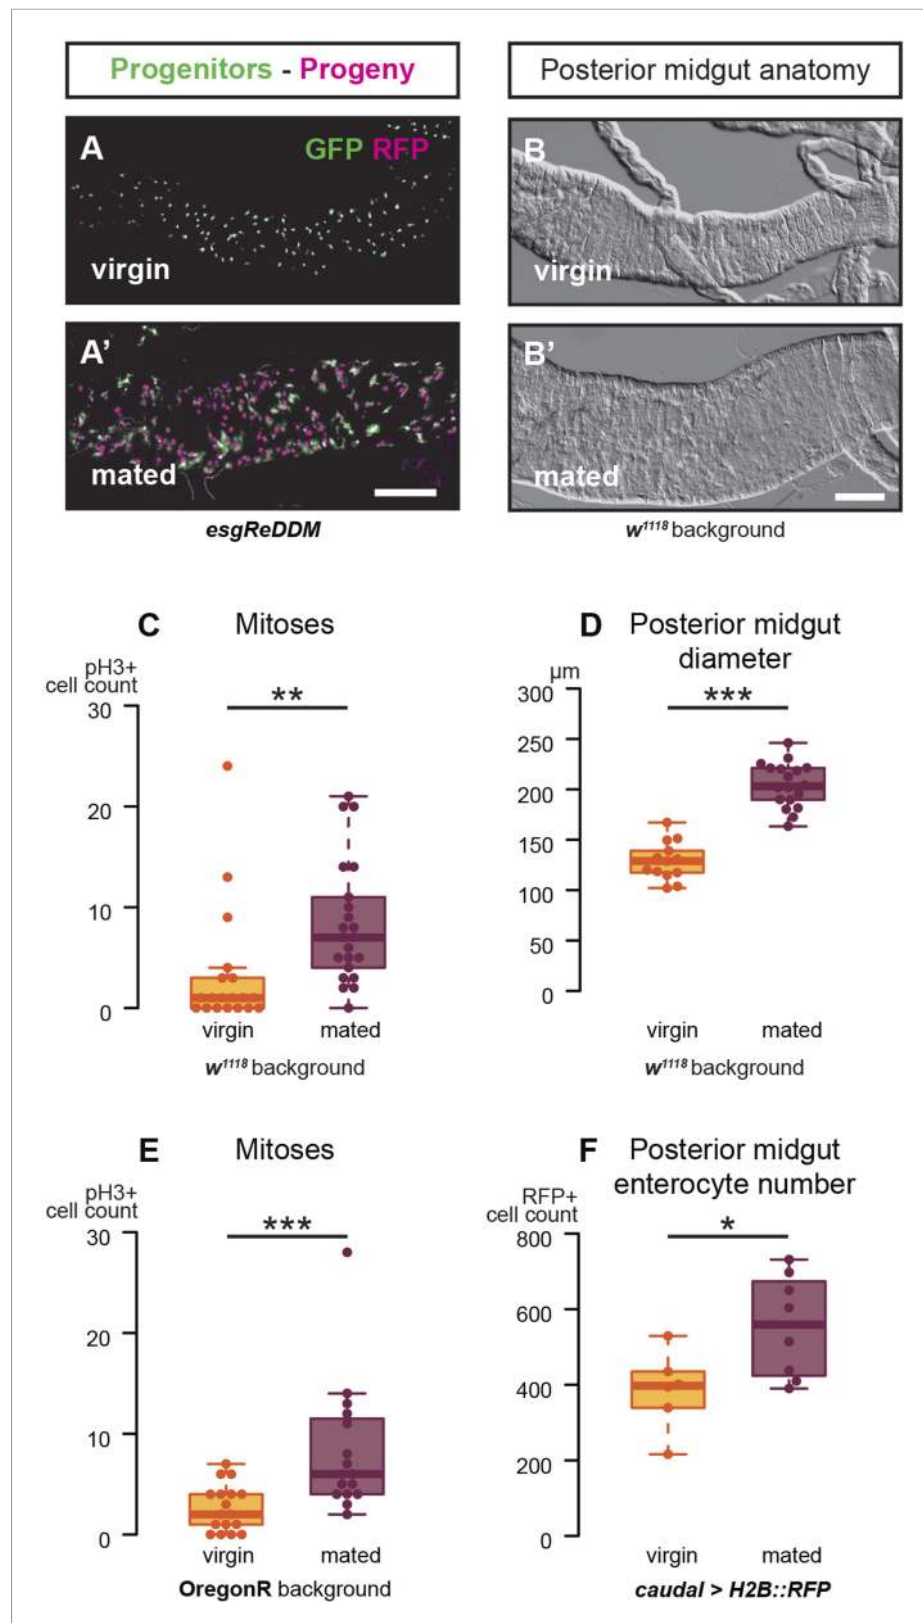 Progenitors - Progeny
Posterior midgut anatomy
A
GFP RFP
virgin
A'
mated
esgReDDM
B
virgin
B'
mated
w1118 background
C Mitoses
pH3+
cell count
30
20
10
0
**
virgin mated
w1118 background
D Posterior midgut
diameter
µm
300
250
200
150
100
50
0
***
virgin mated
w1118 background
E Mitoses
pH3+
cell count
30
20
10
0
***
virgin mated
OregonR background
F Posterior midgut
enterocyte number
RFP+
cell count
800
600
400
200
0
*
virgin mated
caudal > H2B::RFP